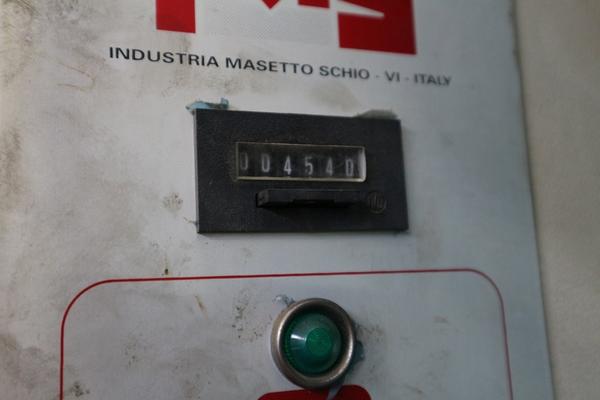 INDUSTRIA MASETTO SCHIO - VI - ITALY
004540